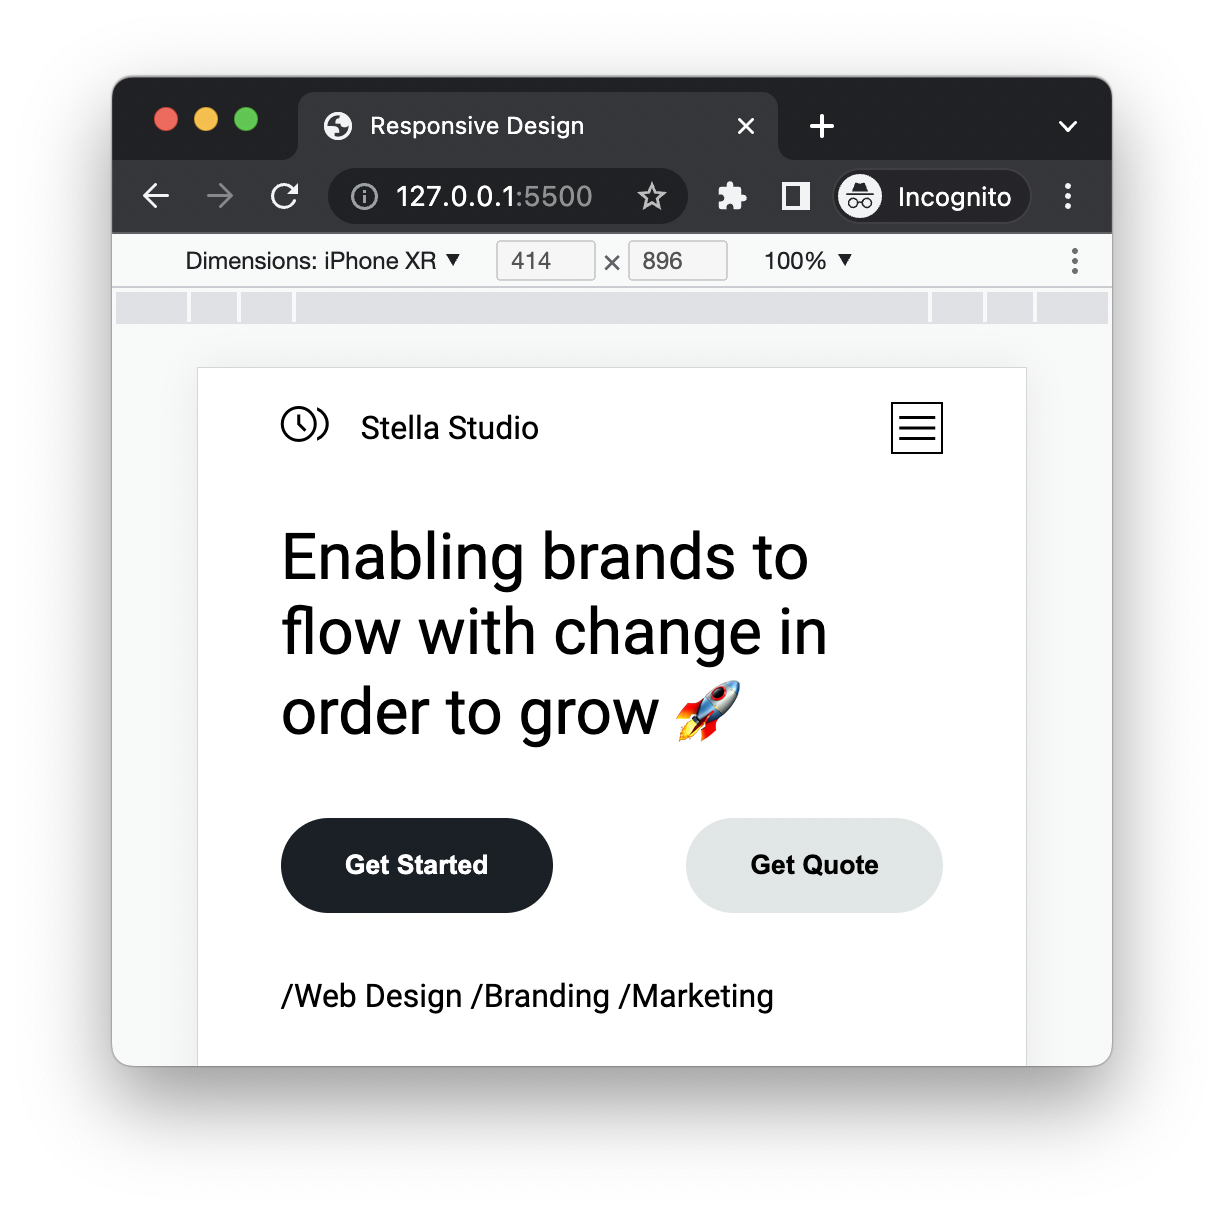 Responsive Design
127.0.0.1:5500
Incognito
Dimensions: iPhone XR ▼ 414 × 896 100% ▼
Stella Studio
Enabling brands to
flow with change in
order to grow 🚀
Get Started
Get Quote
/Web Design /Branding /Marketing